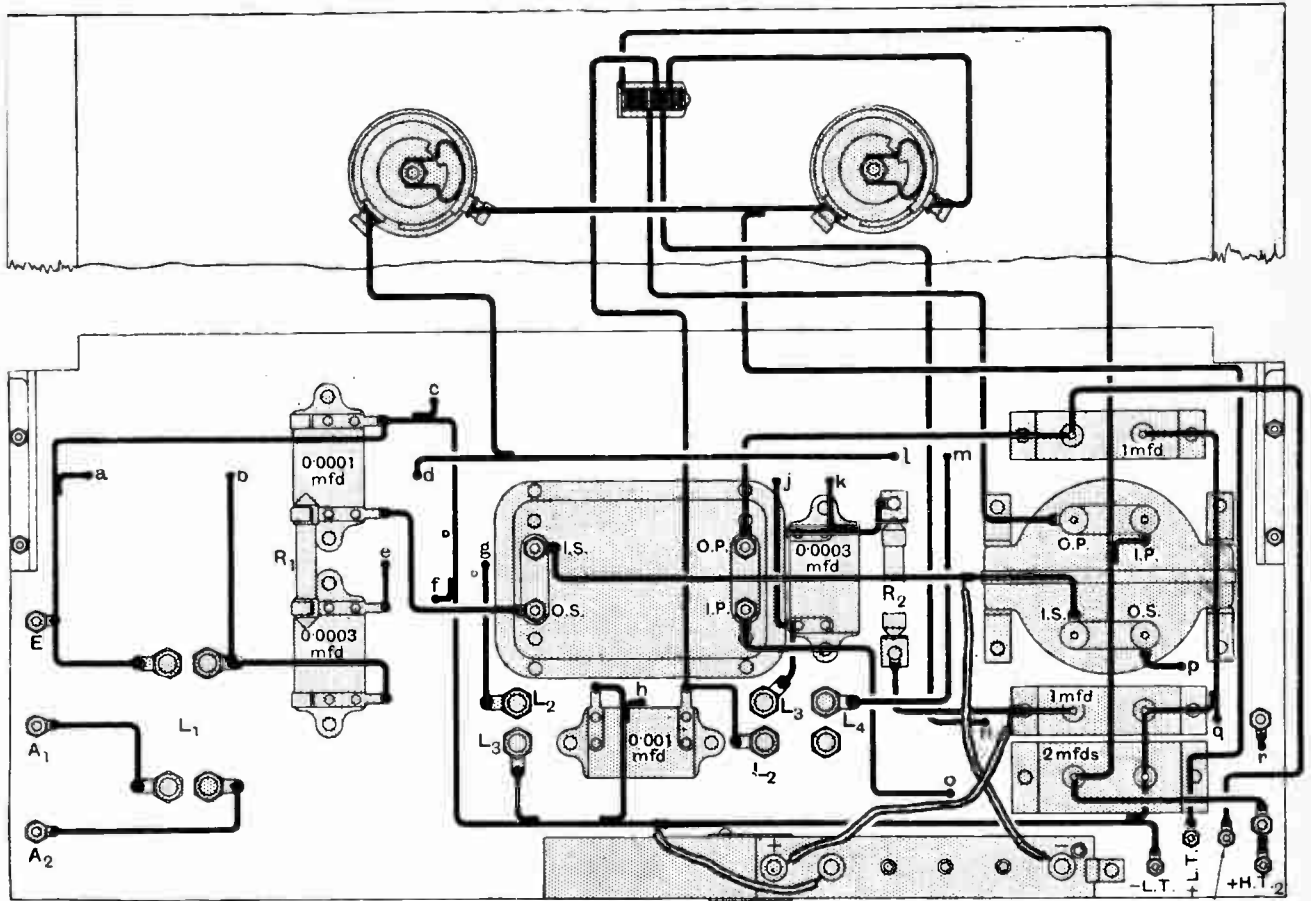 c
0·0001
mfd
a
b
d
l
m
1mfd
j
k
g
I.S.
O.P.
0·0003
mfd
O.P.
I.P.
R1
e
f
O.S.
I.P.
R2
I.S.
O.S.
E
0·0003
mfd
p
h
L2
L3
L4
1mfd
n
q
A1
L1
L3
0·001
mfd
L2
2 mfds
r
o
A2
+
-
-L.T.
+L.T.
+H.T.2